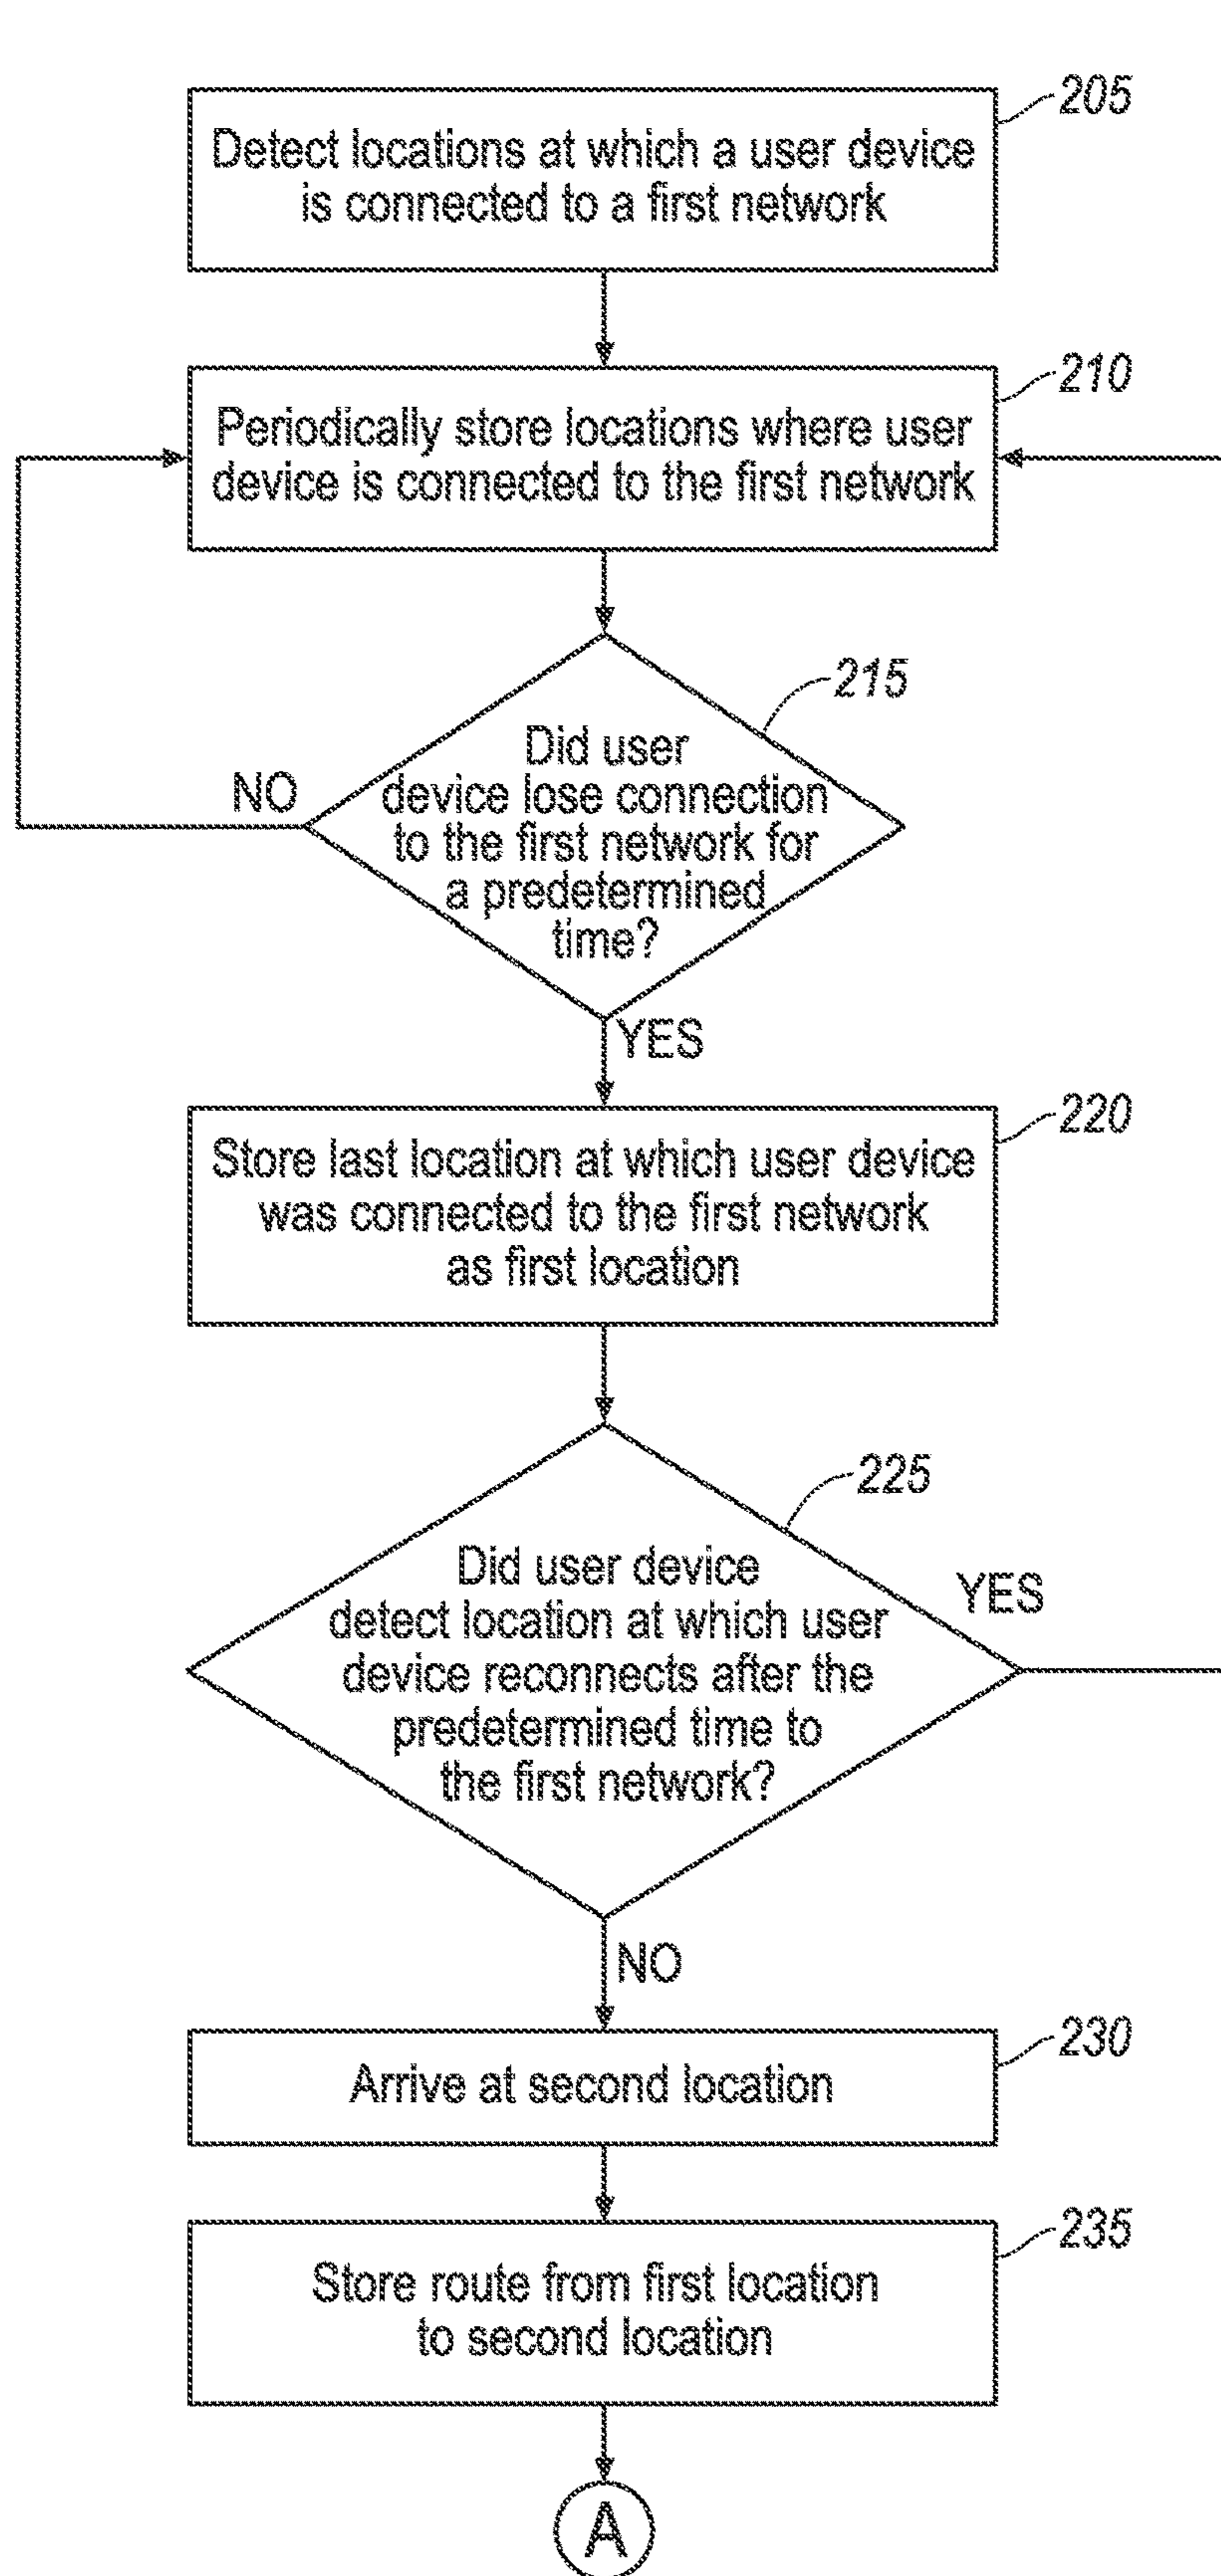 205
Detect locations at which a user device
is connected to a first network
210
Periodically store locations where user
device is connected to the first network
215
Did user
device lose connection
to the first network for
a predetermined
time?
NO
YES
220
Store last location at which user device
was connected to the first network
as first location
225
Did user device
detect location at which user
device reconnects after the
predetermined time to
the first network?
YES
NO
230
Arrive at second location
235
Store route from first location
to second location
A